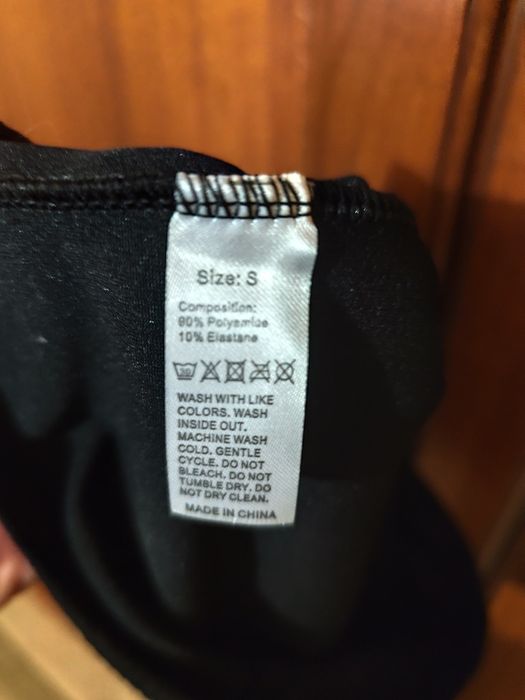 Size: S
Composition:
90% Polyamide
10% Elastane
30
WASH WITH LIKE
COLORS. WASH
INSIDE OUT.
MACHINE WASH
COLD. GENTLE
CYCLE. DO NOT
BLEACH. DO NOT
TUMBLE DRY. DO
NOT DRY CLEAN.
MADE IN CHINA